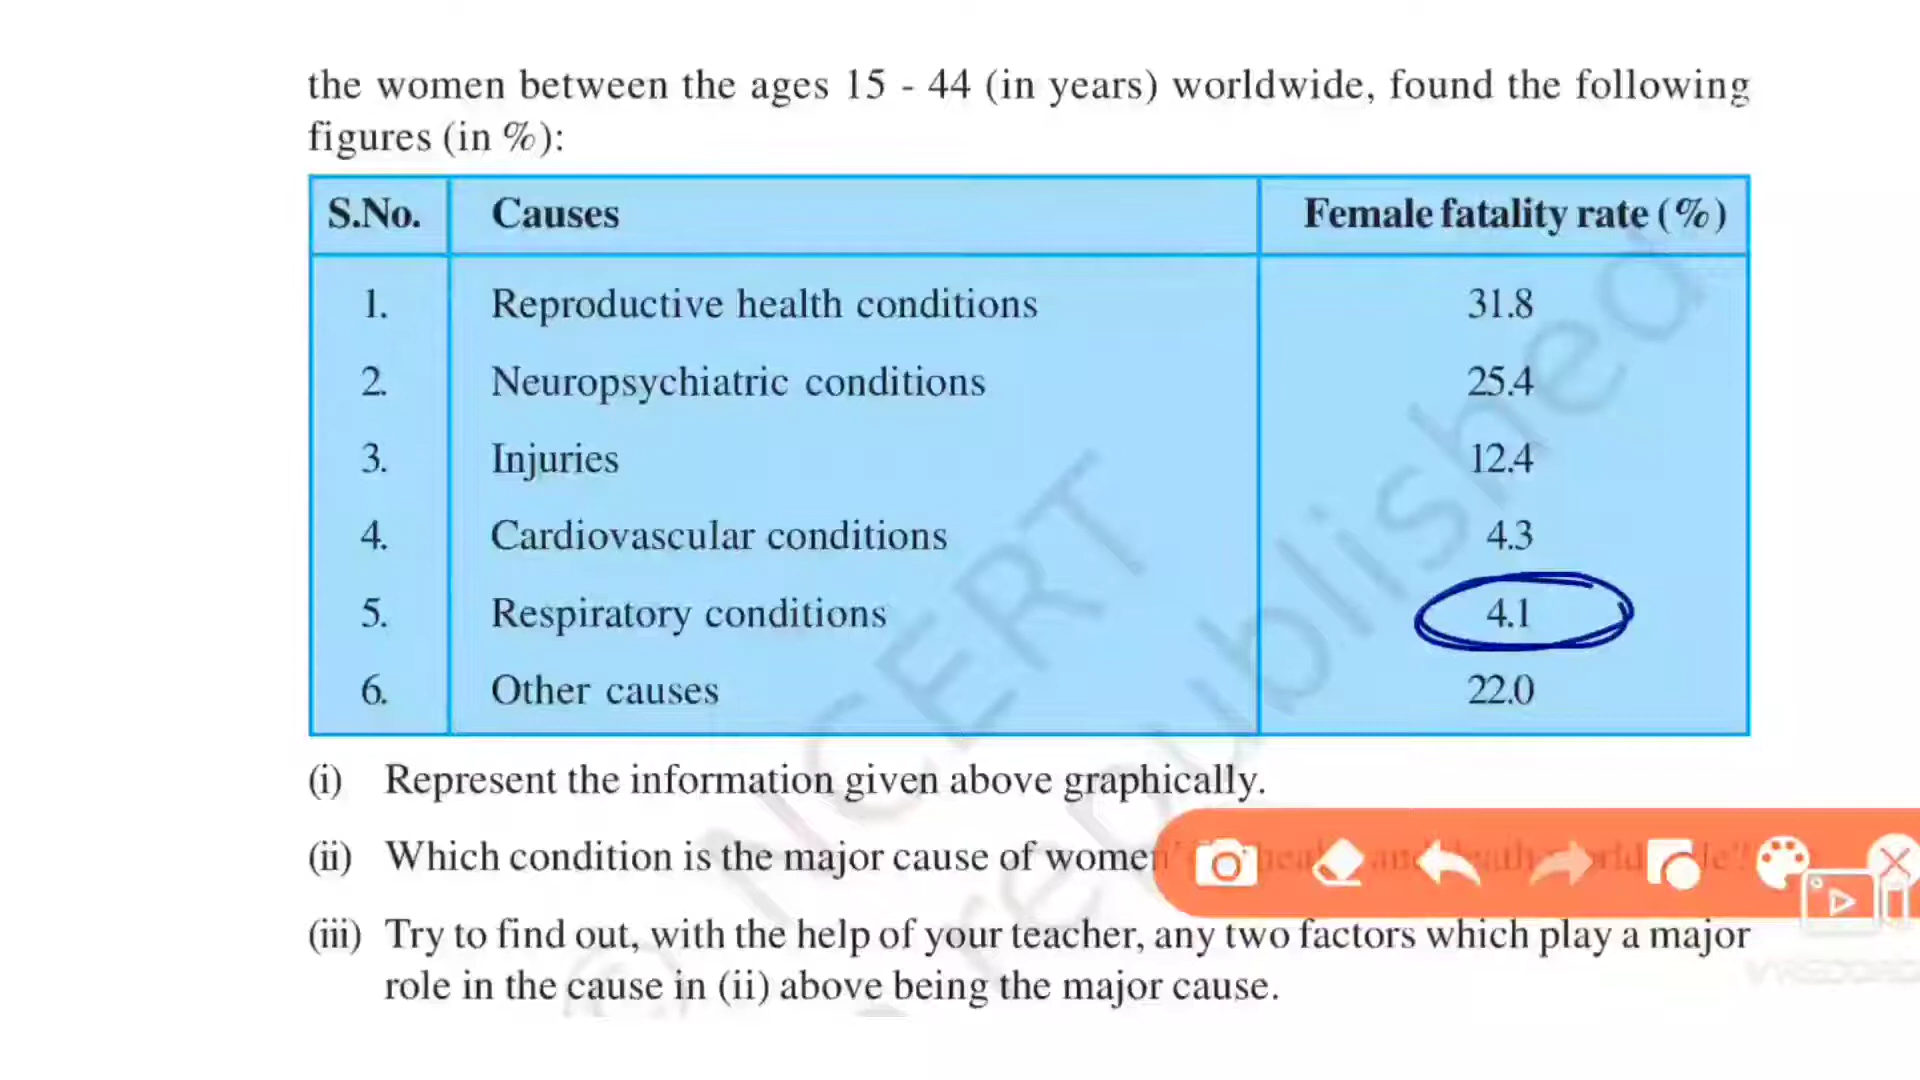 the women between the ages 15 - 44 (in years) worldwide, found the following
figures (in %):
S.No. Causes Female fatality rate (%)
1. Reproductive health conditions 31.8
2. Neuropsychiatric conditions 25.4
3. Injuries 12.4
4. Cardiovascular conditions 4.3
5. Respiratory conditions 4.1
6. Other causes 22.0
(i) Represent the information given above graphically.
(ii) Which condition is the major cause of women's
(iii) Try to find out, with the help of your teacher, any two factors which play a major
role in the cause in (ii) above being the major cause.
© NCERT
republished